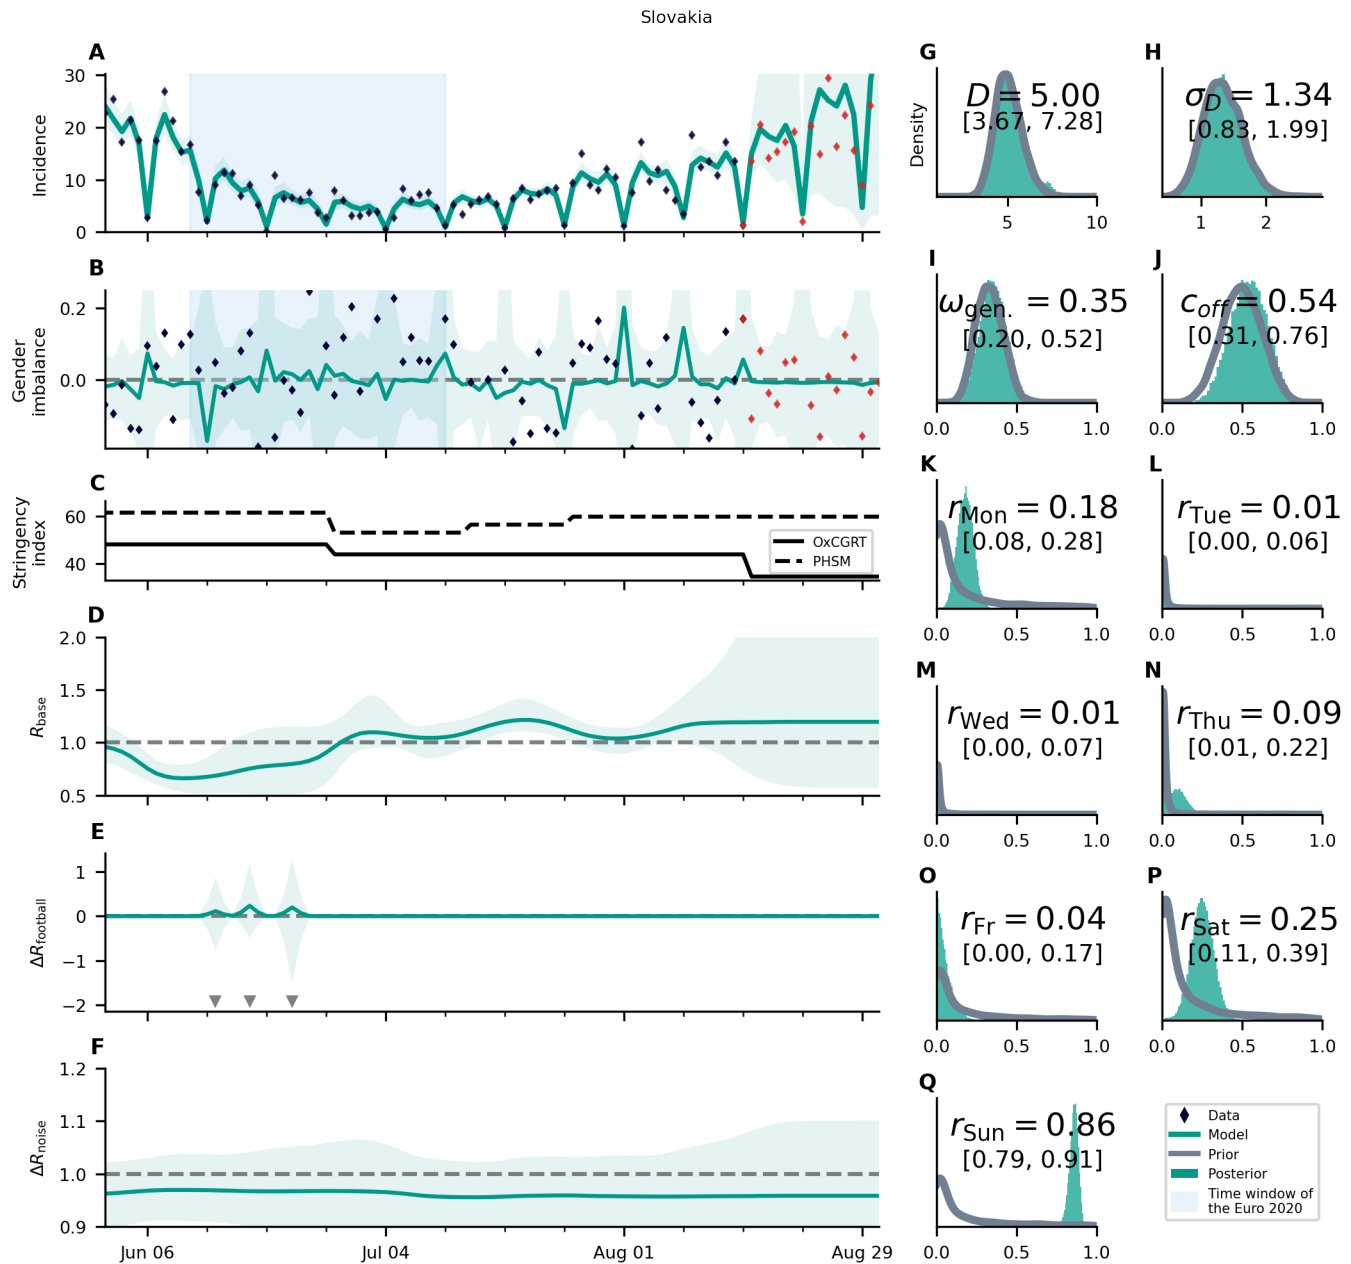 Slovakia
A
30
20
10
0
Incidence
B
0.2
0.0
Gender
imbalance
C
60
40
Stringency
index
OxCGRT
PHSM
D
2.0
1.5
1.0
0.5
R_base
E
1
0
−1
−2
ΔR_football
F
1.2
1.1
1.0
0.9
ΔR_noise
Jun 06
Jul 04
Aug 01
Aug 29
G
Density
D = 5.00
[3.67, 7.28]
5
10
H
σ_D = 1.34
[0.83, 1.99]
1
2
I
ω_gen. = 0.35
[0.20, 0.52]
0.0
0.5
1.0
J
c_off = 0.54
[0.31, 0.76]
0.0
0.5
1.0
K
r_Mon = 0.18
[0.08, 0.28]
0.0
0.5
1.0
L
r_Tue = 0.01
[0.00, 0.06]
0.0
0.5
1.0
M
r_Wed = 0.01
[0.00, 0.07]
0.0
0.5
1.0
N
r_Thu = 0.09
[0.01, 0.22]
0.0
0.5
1.0
O
r_Fr = 0.04
[0.00, 0.17]
0.0
0.5
1.0
P
r_Sat = 0.25
[0.11, 0.39]
0.0
0.5
1.0
Q
r_Sun = 0.86
[0.79, 0.91]
0.0
0.5
1.0
Data
Model
Prior
Posterior
Time window of
the Euro 2020